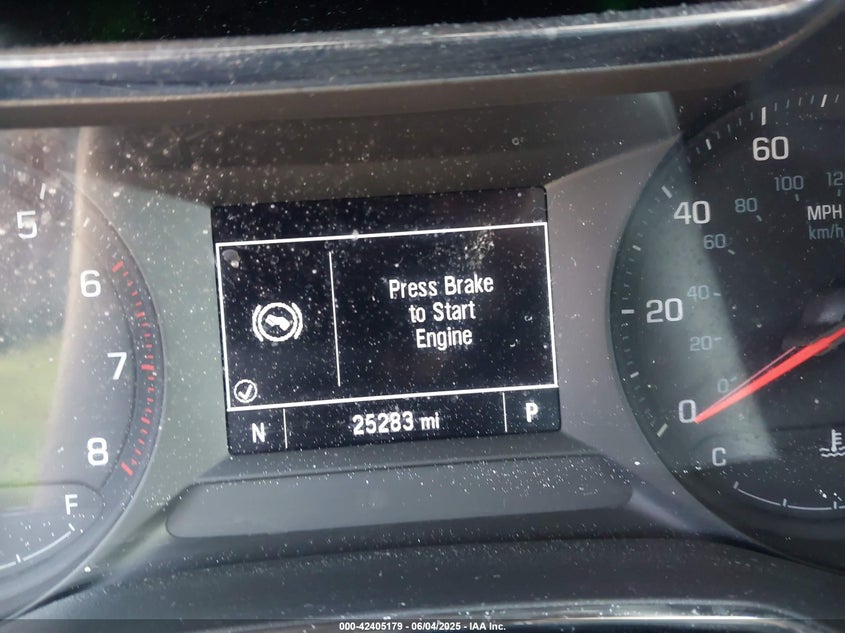 5
6
7
8
F
Press Brake
to Start
Engine
N 25283 mi P
60
100 12
40 80 MPH
60 km/h
40
20
20
0
0
C
000-42405179 - 06/04/2025 - IAA Inc.